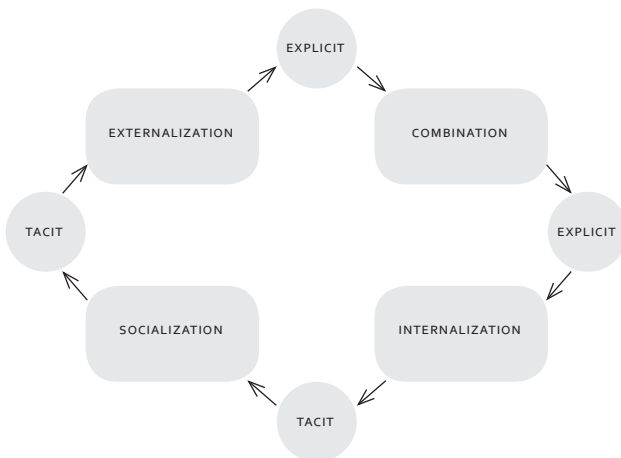 EXPLICIT
EXTERNALIZATION
COMBINATION
TACIT
EXPLICIT
SOCIALIZATION
INTERNALIZATION
TACIT